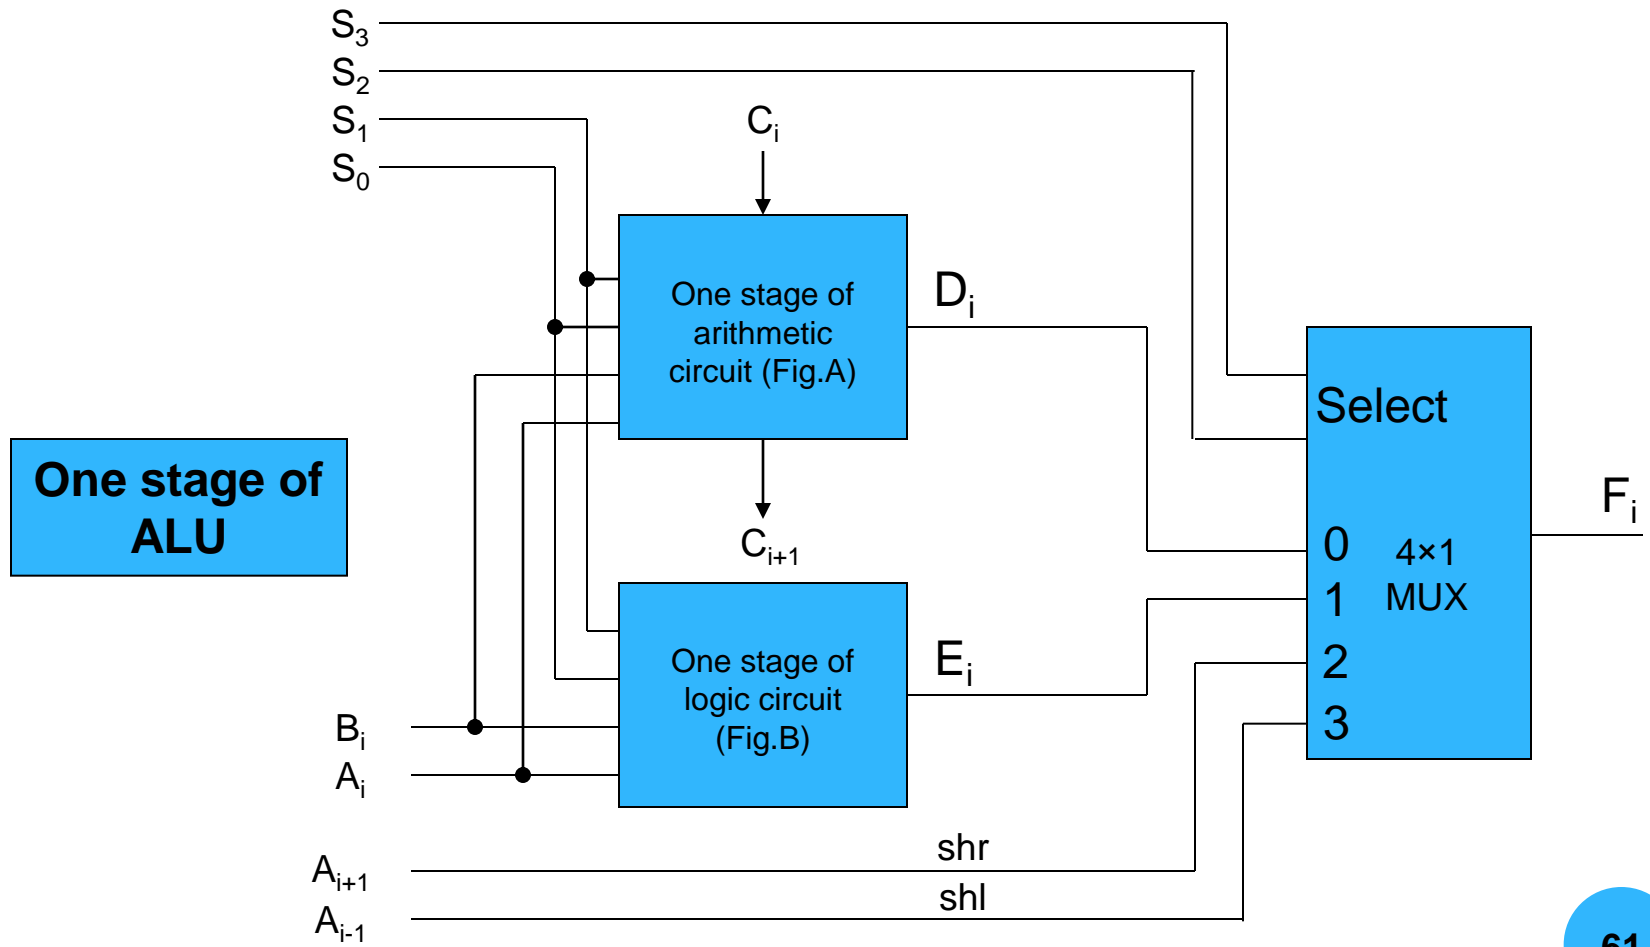 S₃
S₂
S₁
S₀
Cᵢ
One stage of
arithmetic
circuit (Fig.A)
Dᵢ
Select
One stage of
ALU
Cᵢ₊₁
0
4×1
Fᵢ
1
MUX
One stage of
logic circuit
(Fig.B)
Eᵢ
2
3
Bᵢ
Aᵢ
shr
Aᵢ₊₁
shl
Aᵢ₋₁
61